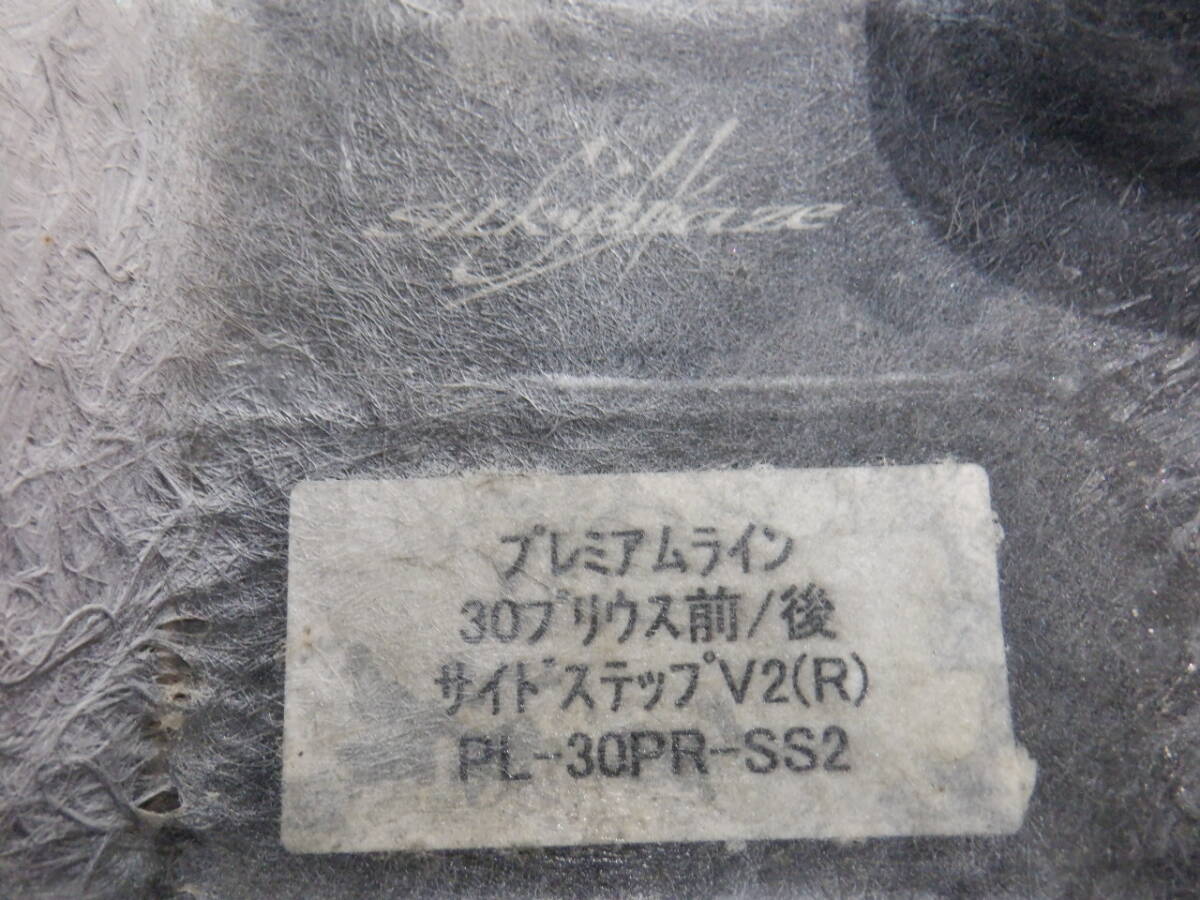 SilkyBlaze
プレミアムライン
30プリウス前/後
サイドステップV2(R)
PL-30PR-SS2